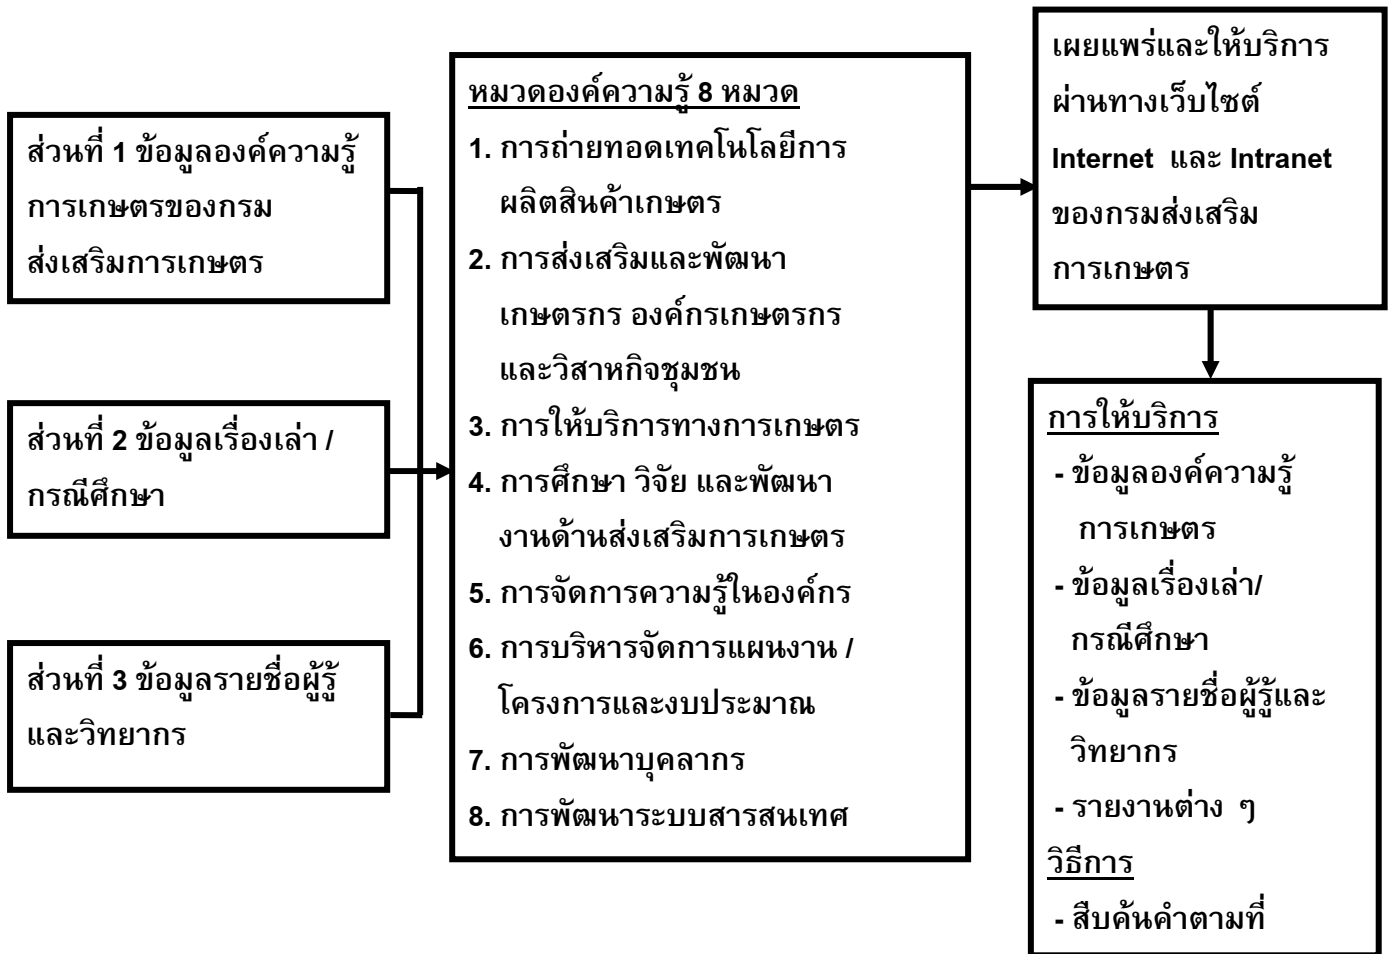 ส่วนที่ 1 ข้อมูลองค์ความรู้
การเกษตรของกรม
ส่งเสริมการเกษตร
ส่วนที่ 2 ข้อมูลเรื่องเล่า /
กรณีศึกษา
ส่วนที่ 3 ข้อมูลรายชื่อผู้รู้
และวิทยากร
หมวดองค์ความรู้ 8 หมวด
1. การถ่ายทอดเทคโนโลยีการ
ผลิตสินค้าเกษตร
2. การส่งเสริมและพัฒนา
เกษตรกร องค์กรเกษตรกร
และวิสาหกิจชุมชน
3. การให้บริการทางการเกษตร
4. การศึกษา วิจัย และพัฒนา
งานด้านส่งเสริมการเกษตร
5. การจัดการความรู้ในองค์กร
6. การบริหารจัดการแผนงาน /
โครงการและงบประมาณ
7. การพัฒนาบุคลากร
8. การพัฒนาระบบสารสนเทศ
เผยแพร่และให้บริการ
ผ่านทางเว็บไซต์
Internet และ Intranet
ของกรมส่งเสริม
การเกษตร
การให้บริการ
- ข้อมูลองค์ความรู้
การเกษตร
- ข้อมูลเรื่องเล่า/
กรณีศึกษา
- ข้อมูลรายชื่อผู้รู้และ
วิทยากร
- รายงานต่าง ๆ
วิธีการ
- สืบค้นคำตามที่